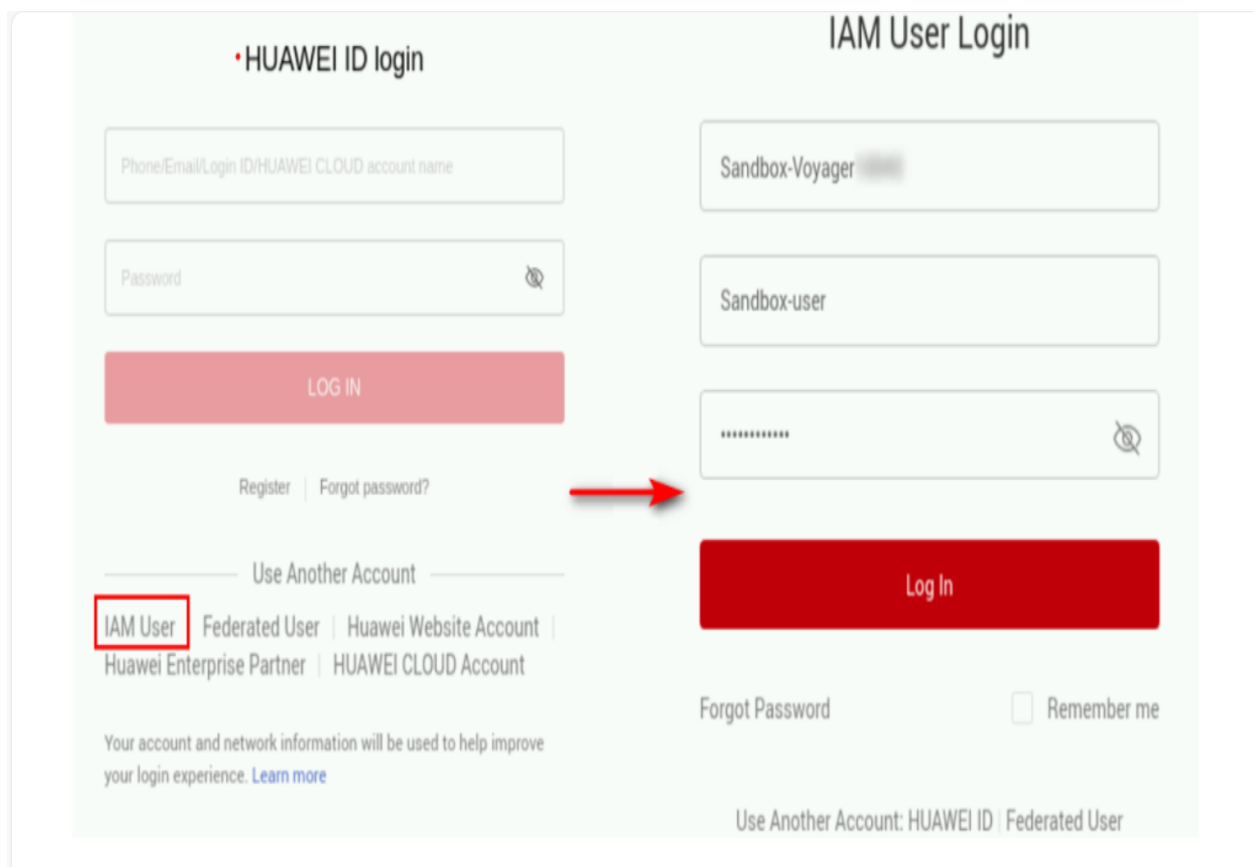 HUAWEI ID login
Phone/Email/Login ID/HUAWEI CLOUD account name
Password
LOG IN
Register | Forgot password?
Use Another Account
IAM User | Federated User | Huawei Website Account |
Huawei Enterprise Partner | HUAWEI CLOUD Account
Your account and network information will be used to help improve
your login experience. Learn more
IAM User Login
Sandbox-Voyager
Sandbox-user
••••••••••••
Log In
Forgot Password
Remember me
Use Another Account: HUAWEI ID | Federated User